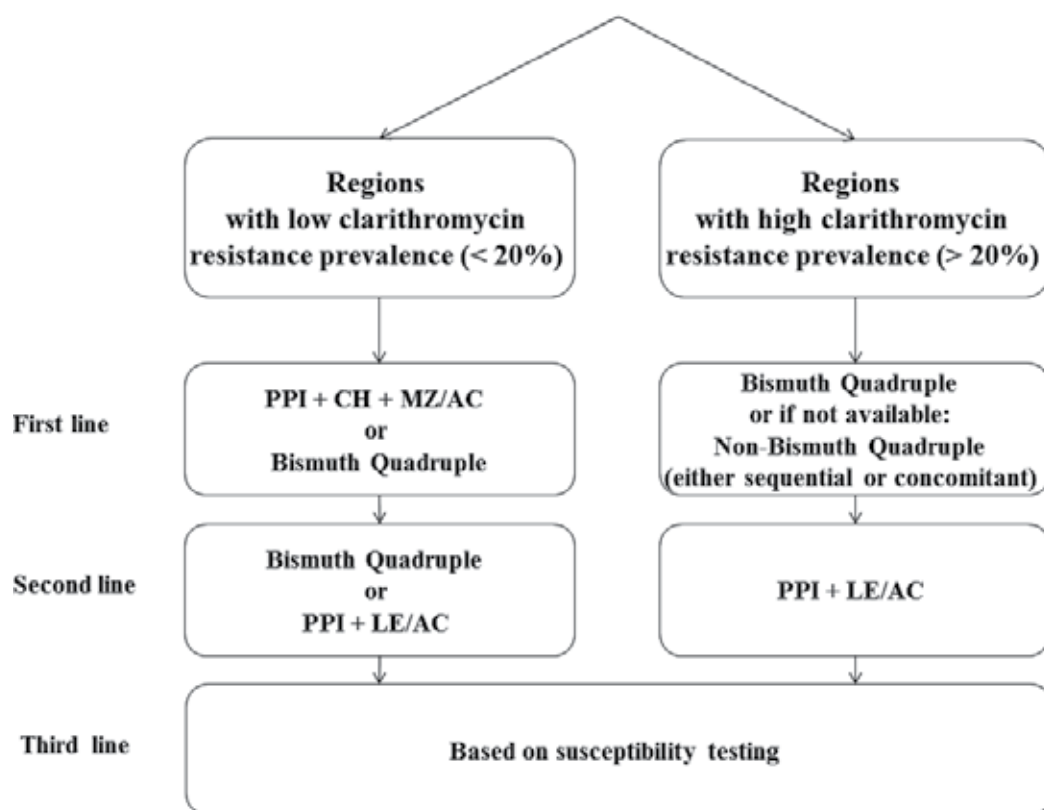 Regions
with low clarithromycin
resistance prevalence (< 20%)
Regions
with high clarithromycin
resistance prevalence (> 20%)
First line
PPI + CH + MZ/AC
or
Bismuth Quadruple
Bismuth Quadruple
or if not available:
Non-Bismuth Quadruple
(either sequential or concomitant)
Second line
Bismuth Quadruple
or
PPI + LE/AC
PPI + LE/AC
Third line
Based on susceptibility testing